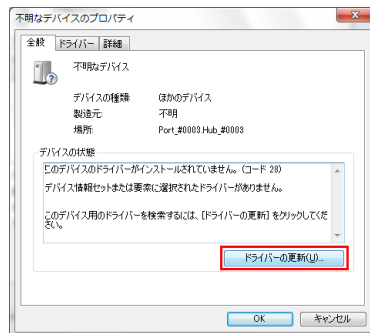 不明なデバイスのプロパティ
全般 ドライバー 詳細
不明なデバイス
デバイスの種類 ほかのデバイス
製造元: 不明
場所: Port_#0003.Hub_#0003
デバイスの状態
このデバイスのドライバーがインストールされていません。(コード 28)
デバイス情報セットまたは要素に選択されたドライバーがありません。
このデバイス用のドライバーを検索するには、[ドライバーの更新] をクリックしてくだ
さい。
ドライバーの更新(U)...
OK キャンセル